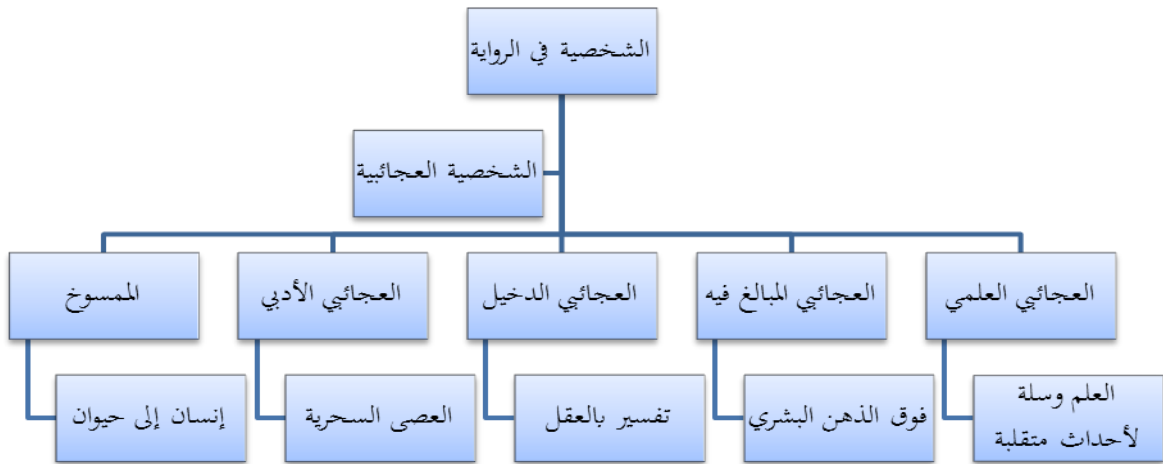 الشخصية في الرواية
الشخصية العجائبية
العجائبي العلمي
العجائبي المبالغ فيه
العجائبي الدخيل
العجائبي الأدبي
الممسوخ
العلم وسلة
لأحداث متقلبة
فوق الذهن البشري
تفسير بالعقل
العصى السحرية
إنسان إلى حيوان